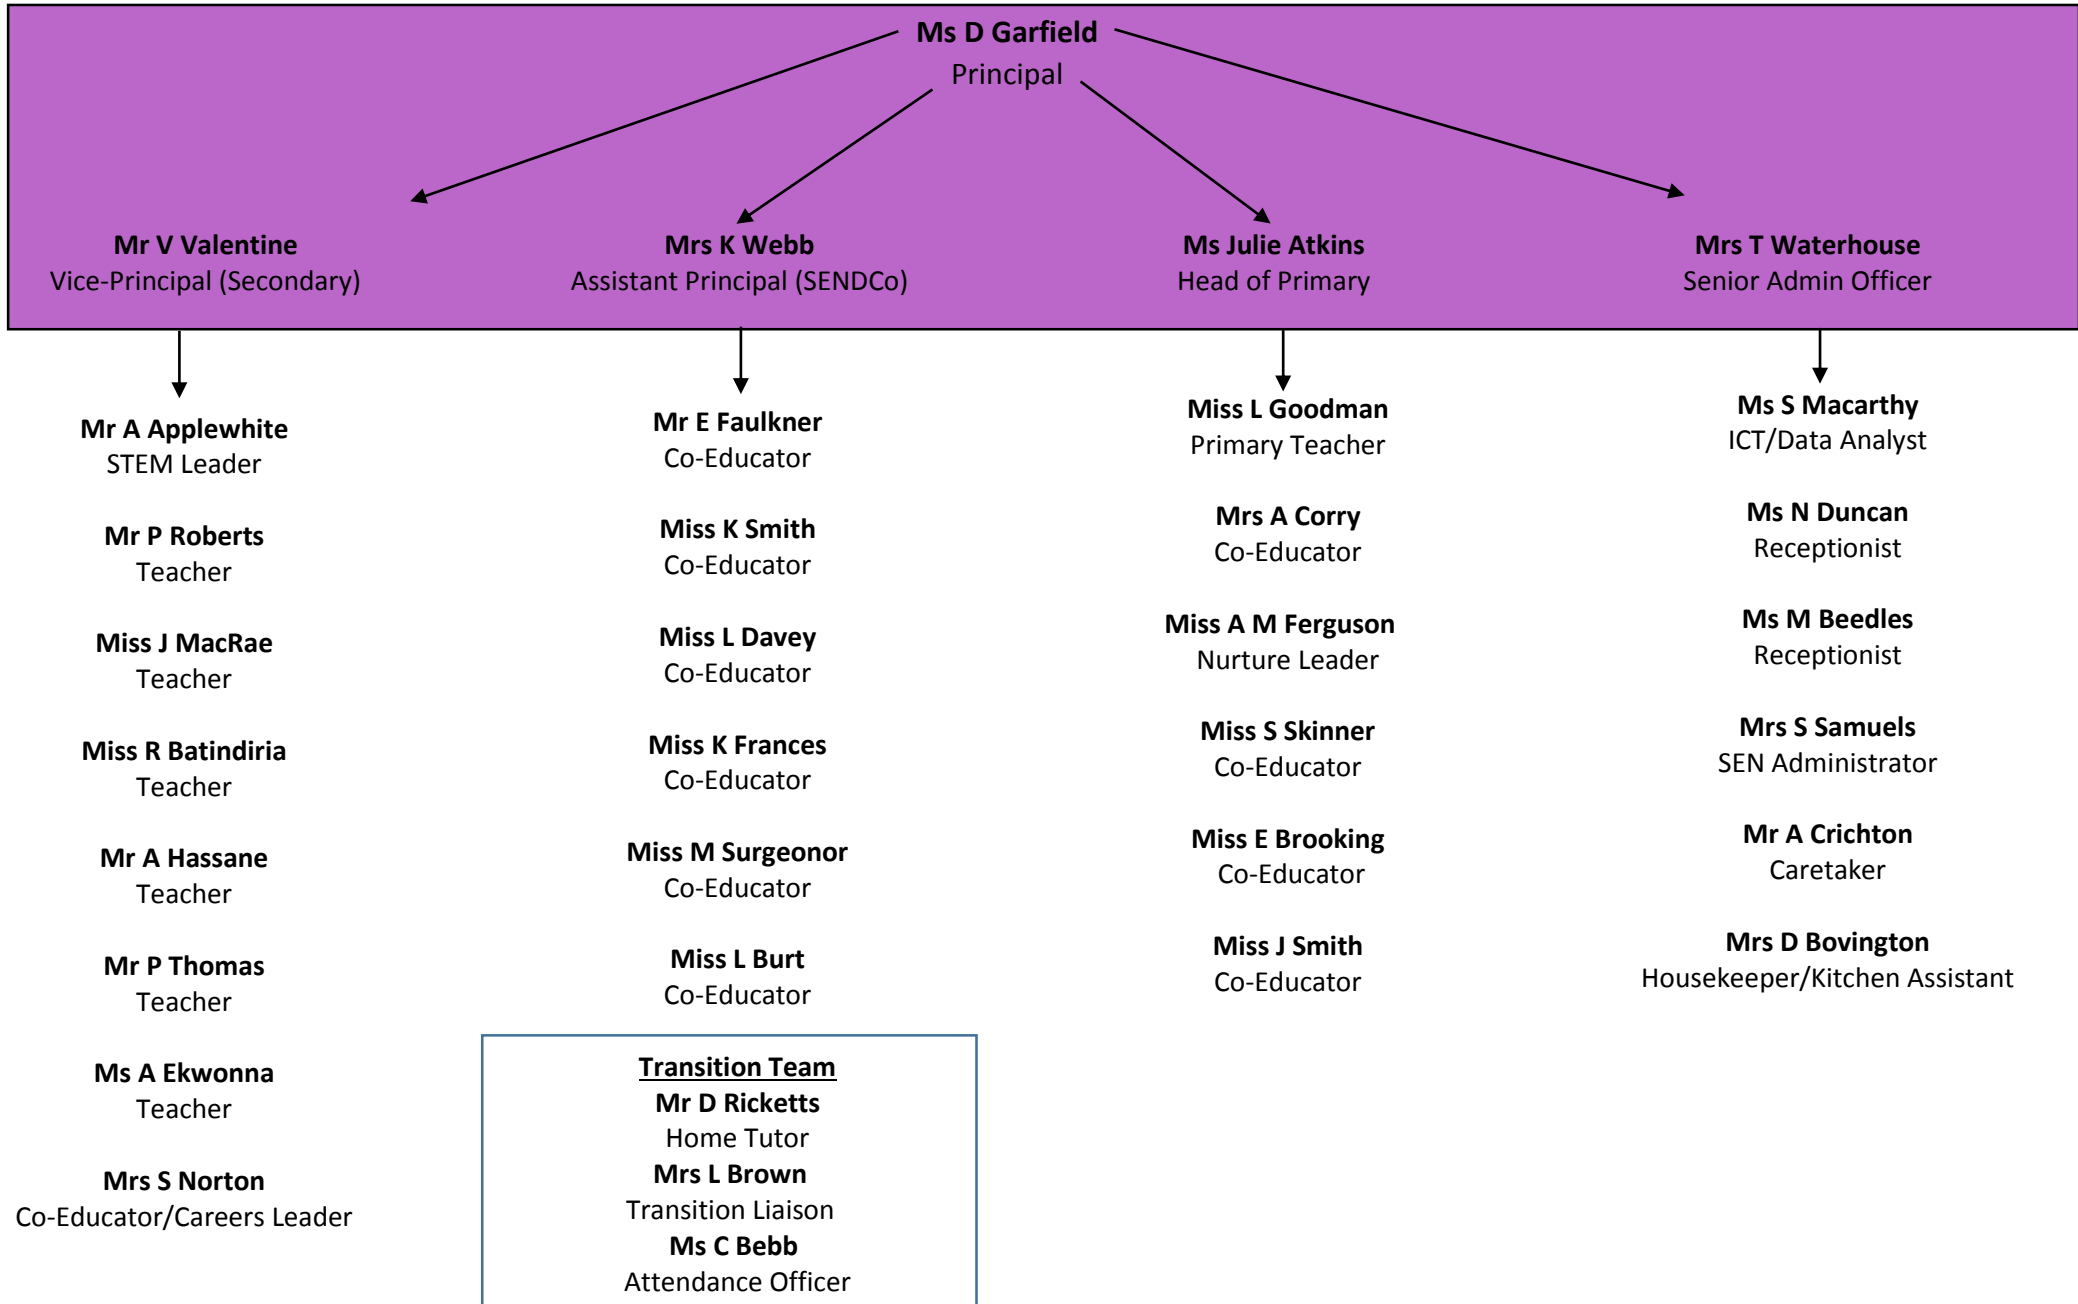 Ms D Garfield
Principal
Mr V Valentine
Vice-Principal (Secondary)
Mrs K Webb
Assistant Principal (SENDCo)
Ms Julie Atkins
Head of Primary
Mrs T Waterhouse
Senior Admin Officer
Mr A Applewhite
STEM Leader
Mr P Roberts
Teacher
Miss J MacRae
Teacher
Miss R Batindiria
Teacher
Mr A Hassane
Teacher
Mr P Thomas
Teacher
Ms A Ekwonna
Teacher
Mrs S Norton
Co-Educator/Careers Leader
Mr E Faulkner
Co-Educator
Miss K Smith
Co-Educator
Miss L Davey
Co-Educator
Miss K Frances
Co-Educator
Miss M Surgeonor
Co-Educator
Miss L Burt
Co-Educator
Transition Team
Mr D Ricketts
Home Tutor
Mrs L Brown
Transition Liaison
Ms C Bebb
Attendance Officer
Miss L Goodman
Primary Teacher
Mrs A Corry
Co-Educator
Miss A M Ferguson
Nurture Leader
Miss S Skinner
Co-Educator
Miss E Brooking
Co-Educator
Miss J Smith
Co-Educator
Ms S Macarthy
ICT/Data Analyst
Ms N Duncan
Receptionist
Ms M Beedles
Receptionist
Mrs S Samuels
SEN Administrator
Mr A Crichton
Caretaker
Mrs D Bovington
Housekeeper/Kitchen Assistant